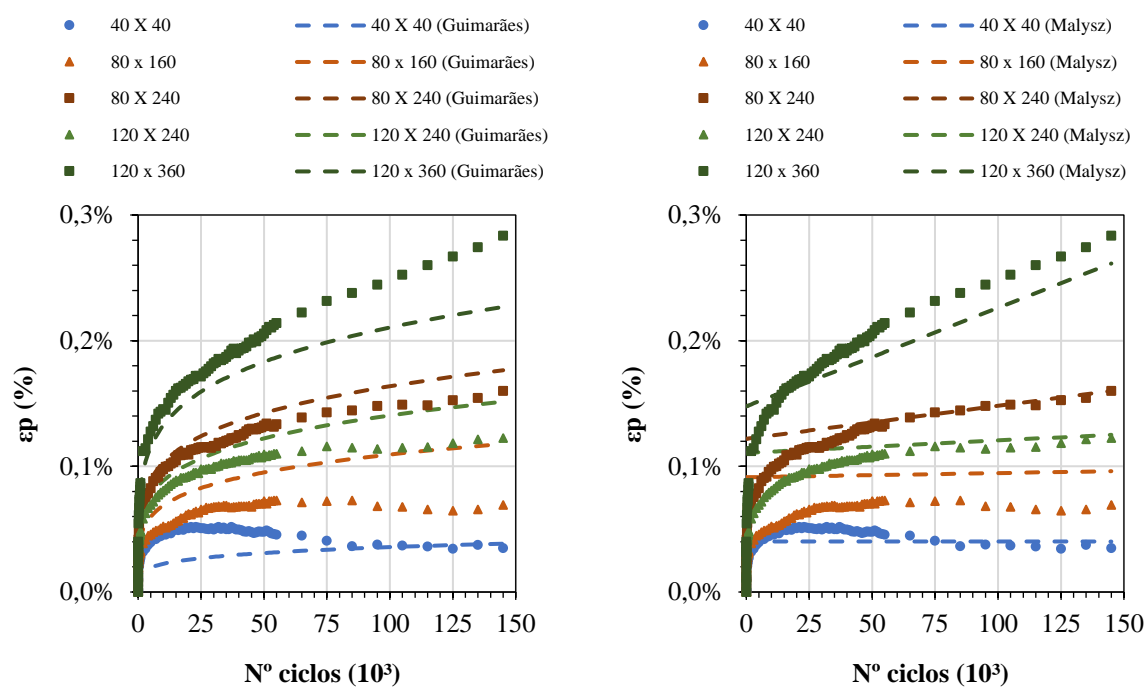 40 X 40
40 X 40 (Guimarães)
80 x 160
80 x 160 (Guimarães)
80 X 240
80 X 240 (Guimarães)
120 X 240
120 X 240 (Guimarães)
120 x 360
120 x 360 (Guimarães)
0,3%
0,2%
0,1%
0,0%
εp (%)
0 25 50 75 100 125 150
Nº ciclos (10³)
40 X 40
40 X 40 (Malysz)
80 x 160
80 x 160 (Malysz)
80 X 240
80 X 240 (Malysz)
120 X 240
120 X 240 (Malysz)
120 x 360
120 x 360 (Malysz)
0,3%
0,2%
0,1%
0,0%
εp (%)
0 25 50 75 100 125 150
Nº ciclos (10³)